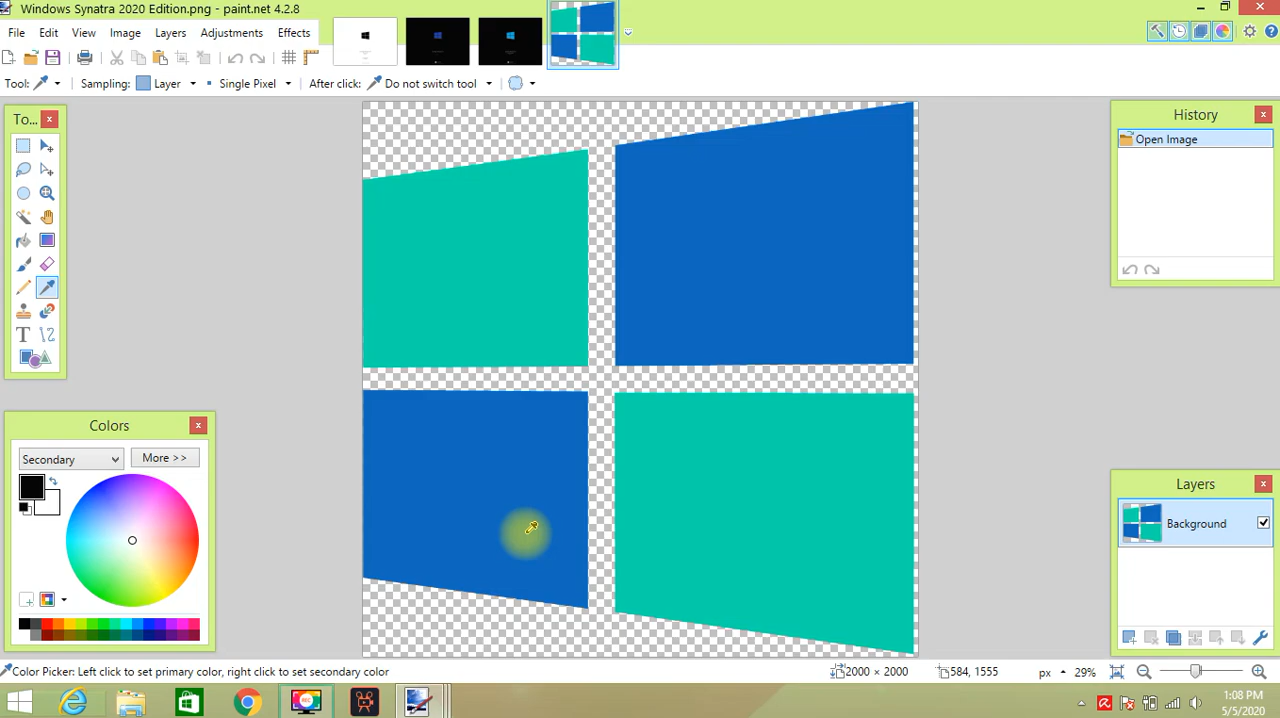 Windows Synatra 2020 Edition.png - paint.net 4.2.8
File Edit View Image Layers Adjustments Effects
Tool: Sampling: Layer Single Pixel After click: Do not switch tool
To...
History
Open Image
Colors
Secondary
More >>
Layers
Background
Color Picker: Left click to set primary color, right click to set secondary color
2000 × 2000
584, 1555
px
29%
REC
1:08 PM
5/5/2020